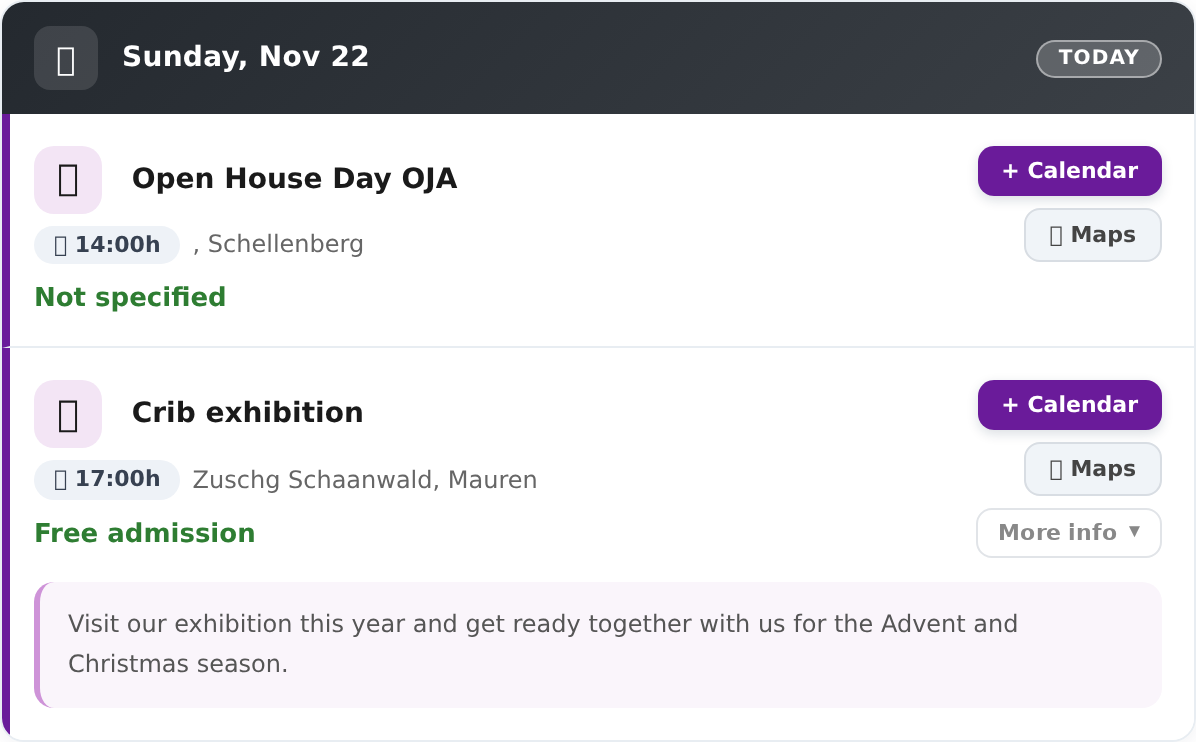 Sunday, Nov 22
TODAY
Open House Day OJA
+ Calendar
14:00h , Schellenberg
Maps
Not specified
Crib exhibition
+ Calendar
17:00h Zuschg Schaanwald, Mauren
Maps
Free admission
More info ▼
Visit our exhibition this year and get ready together with us for the Advent and
Christmas season.